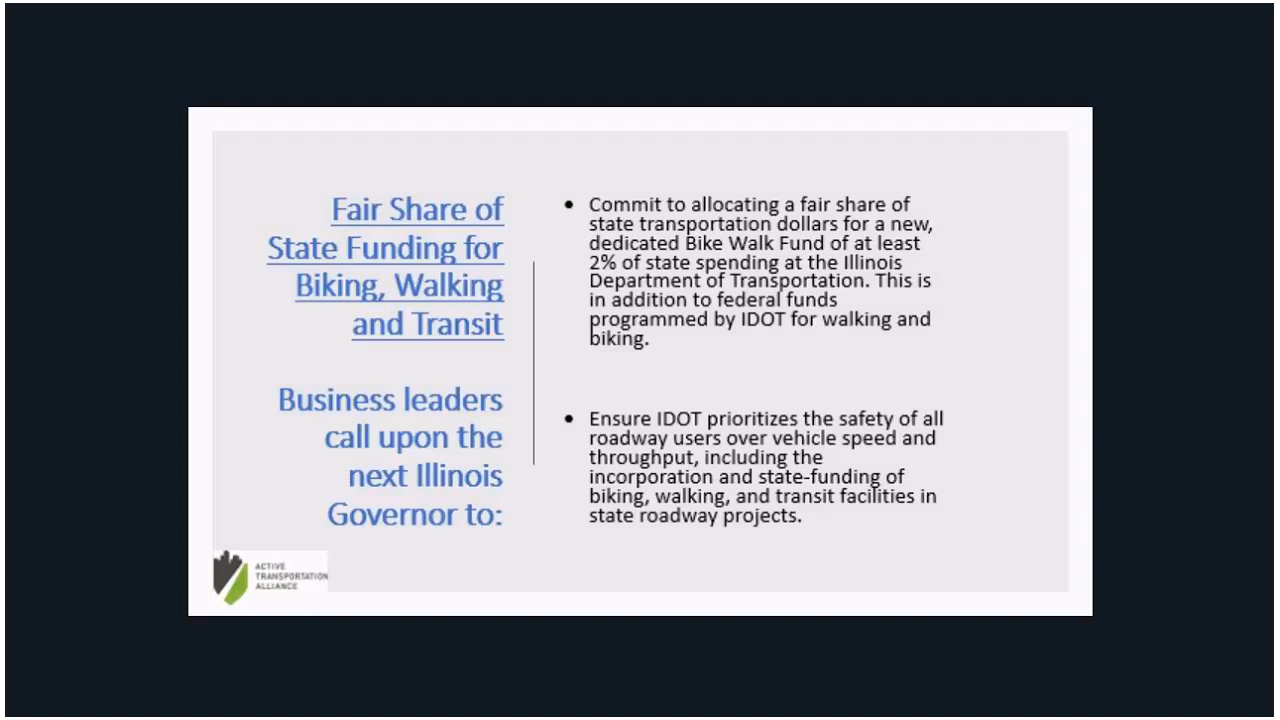 Fair Share of
State Funding for
Biking, Walking
and Transit
Business leaders
call upon the
next Illinois
Governor to:
• Commit to allocating a fair share of
state transportation dollars for a new,
dedicated Bike Walk Fund of at least
2% of state spending at the Illinois
Department of Transportation. This is
in addition to federal funds
programmed by IDOT for walking and
biking.
• Ensure IDOT prioritizes the safety of all
roadway users over vehicle speed and
throughput, including the
incorporation and state-funding of
biking, walking, and transit facilities in
state roadway projects.
ACTIVE
TRANSPORTATION
ALLIANCE